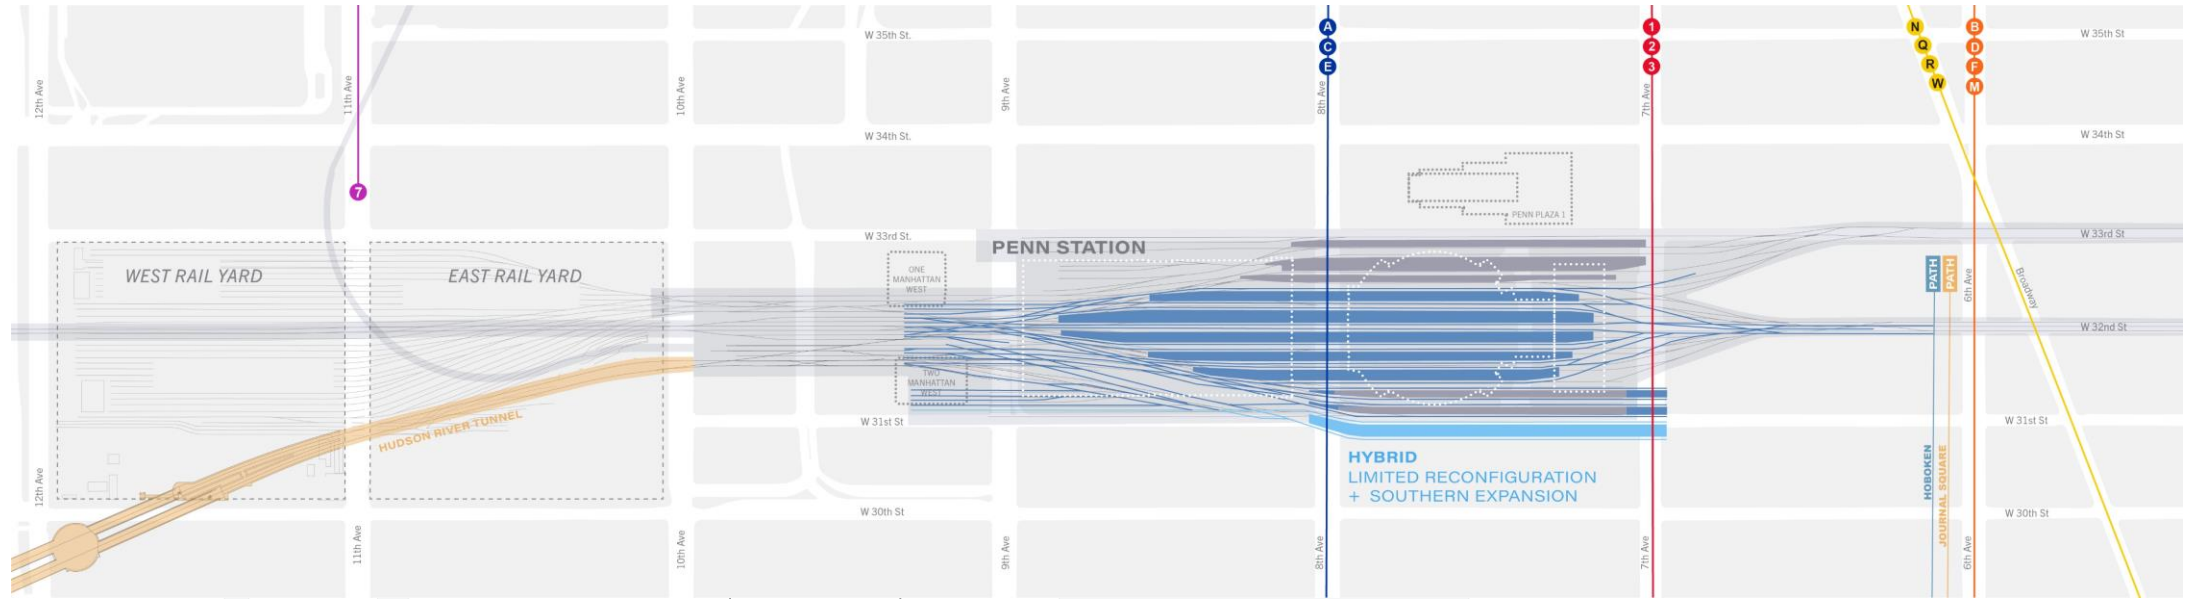 A
C
E
1
2
3
N
Q
R
W
B
D
F
M
W 35th St.
W 35th St
12th Ave
11th Ave
10th Ave
9th Ave
8th Ave
7th Ave
W 34th St.
W 34th St
7
PENN PLAZA 1
W 33rd St.
W 33rd St
PENN STATION
WEST RAIL YARD
EAST RAIL YARD
ONE
MANHATTAN
WEST
PATH
PATH
6th Ave
Broadway
W 32nd St
TWO
MANHATTAN
WEST
HUDSON RIVER TUNNEL
W 31st St
W 31st St
HYBRID
LIMITED RECONFIGURATION
+ SOUTHERN EXPANSION
HOBOKEN
JOURNAL SQUARE
12th Ave
W 30th St
W 30th St
11th Ave
10th Ave
9th Ave
8th Ave
7th Ave
6th Ave